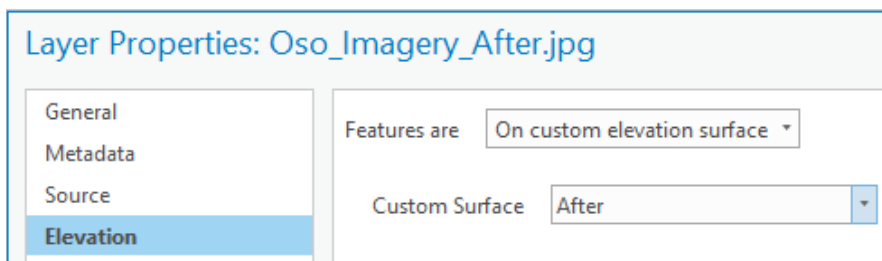 Layer Properties: Oso_Imagery_After.jpg
General
Metadata
Source
Elevation
Features are On custom elevation surface
Custom Surface After